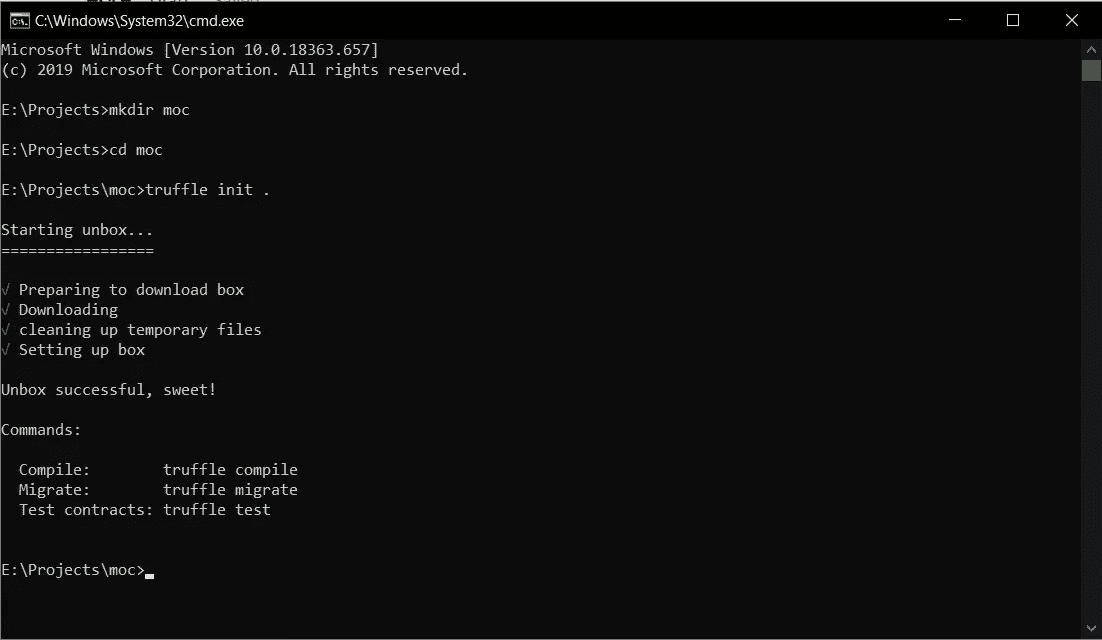 C:\Windows\System32\cmd.exe
Microsoft Windows [Version 10.0.18363.657]
(c) 2019 Microsoft Corporation. All rights reserved.
E:\Projects>mkdir moc
E:\Projects>cd moc
E:\Projects\moc>truffle init .
Starting unbox...
=================
√ Preparing to download box
√ Downloading
√ cleaning up temporary files
√ Setting up box
Unbox successful, sweet!
Commands:
Compile: truffle compile
Migrate: truffle migrate
Test contracts: truffle test
E:\Projects\moc>